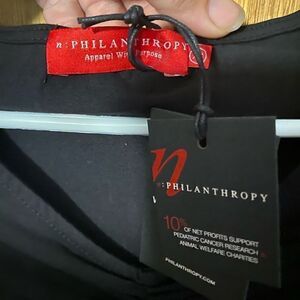 n:PHILANTHROPY
Apparel With Purpose
n
n:PHILANTHROPY
10%
OF NET PROFITS SUPPORT
PEDIATRIC CANCER RESEARCH
ANIMAL WELFARE CHARITIES
PHILANTHROPY.COM